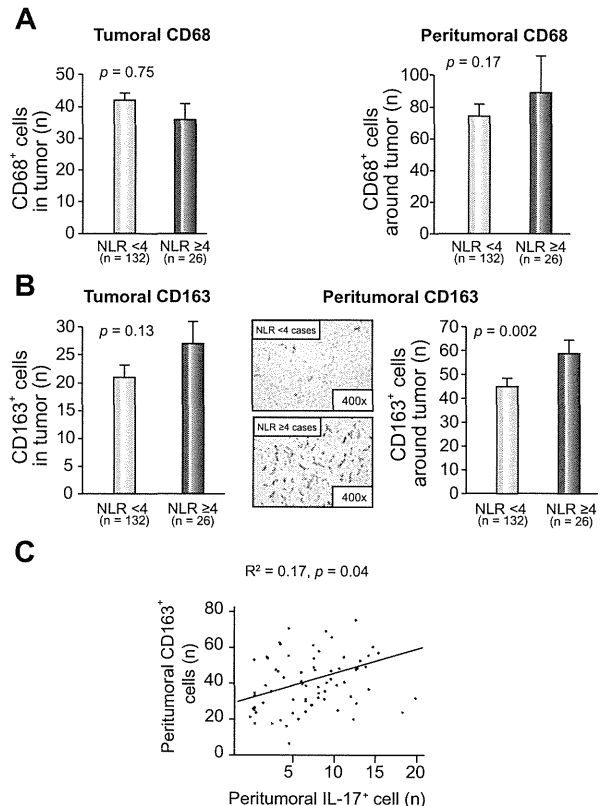 A
Tumoral CD68
Peritumoral CD68
CD68⁺ cells
in tumor (n)
50
40
30
20
10
0
p = 0.75
NLR <4
(n = 132)
NLR ≥4
(n = 26)
CD68⁺ cells
around tumor (n)
100
80
60
40
20
0
p = 0.17
NLR <4
(n = 132)
NLR ≥4
(n = 26)
B
Tumoral CD163
Peritumoral CD163
CD163⁺ cells
in tumor (n)
30
25
20
15
10
5
0
p = 0.13
NLR <4
(n = 132)
NLR ≥4
(n = 26)
NLR <4 cases
400x
NLR ≥4 cases
400x
CD163⁺ cells
around tumor (n)
70
60
50
40
30
20
10
0
p = 0.002
NLR <4
(n = 132)
NLR ≥4
(n = 26)
C
R² = 0.17, p = 0.04
Peritumoral CD163⁺
cells (n)
80
60
40
20
0
5
10
15
20
Peritumoral IL-17⁺ cell (n)